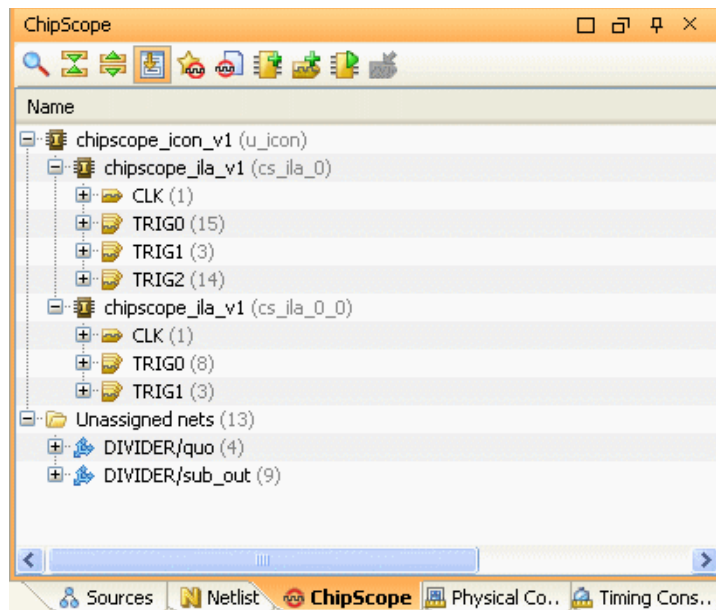 ChipScope
Name
chipscope_icon_v1 (u_icon)
chipscope_ila_v1 (cs_ila_0)
CLK (1)
TRIG0 (15)
TRIG1 (3)
TRIG2 (14)
chipscope_ila_v1 (cs_ila_0_0)
CLK (1)
TRIG0 (8)
TRIG1 (3)
Unassigned nets (13)
DIVIDER/quo (4)
DIVIDER/sub_out (9)
Sources Netlist ChipScope Physical Co.. Timing Cons..